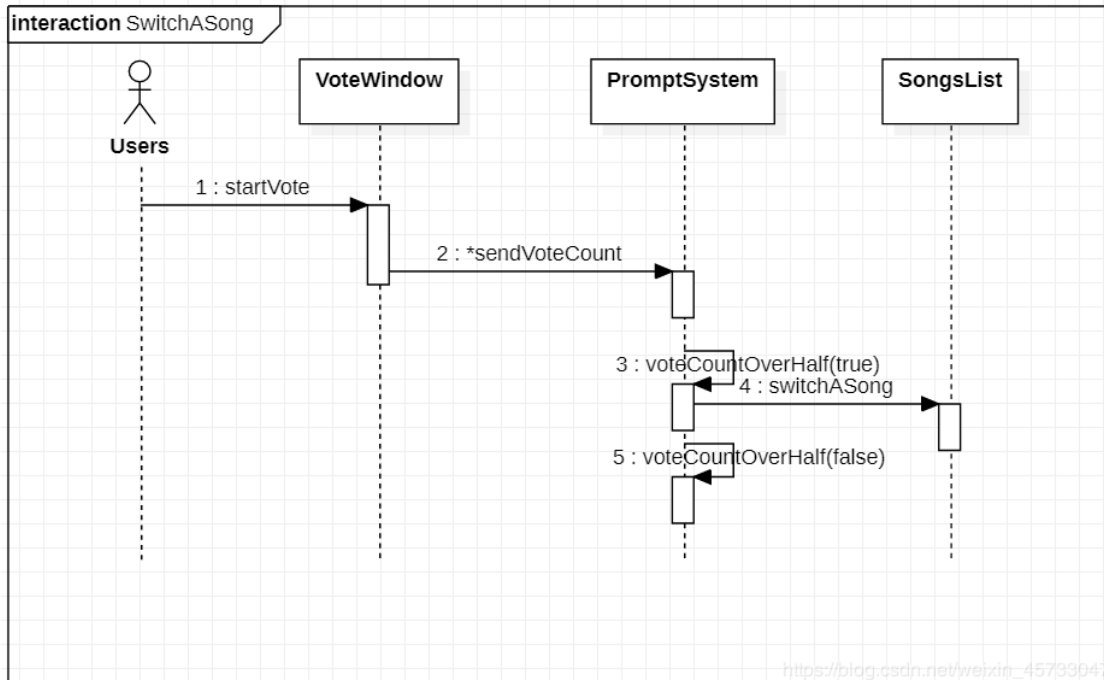 interaction SwitchASong
VoteWindow
PromptSystem
SongsList
Users
1 : startVote
2 : *sendVoteCount
3 : voteCountOverHalf(true)
4 : switchASong
5 : voteCountOverHalf(false)
https://blog.csdn.net/weixin_45733047